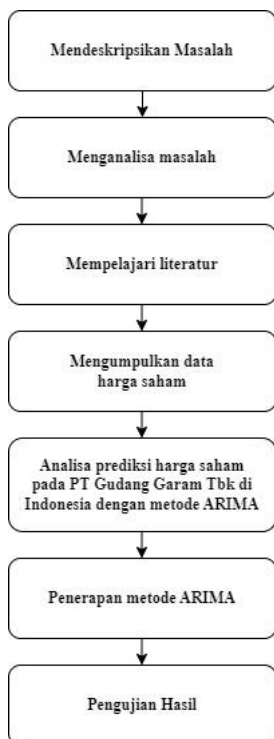 Mendeskripsikan Masalah
Menganalisa masalah
Mempelajari literatur
Mengumpulkan data
harga saham
Analisa prediksi harga saham
pada PT Gudang Garam Tbk di
Indonesia dengan metode ARIMA
Penerapan metode ARIMA
Pengujian Hasil